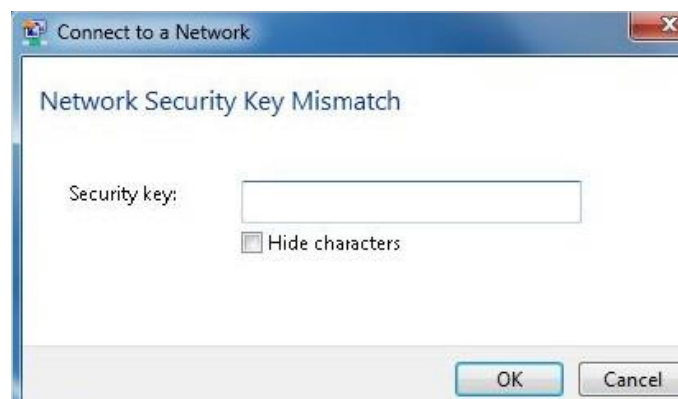 Connect to a Network
Network Security Key Mismatch
Security key:
Hide characters
OK
Cancel